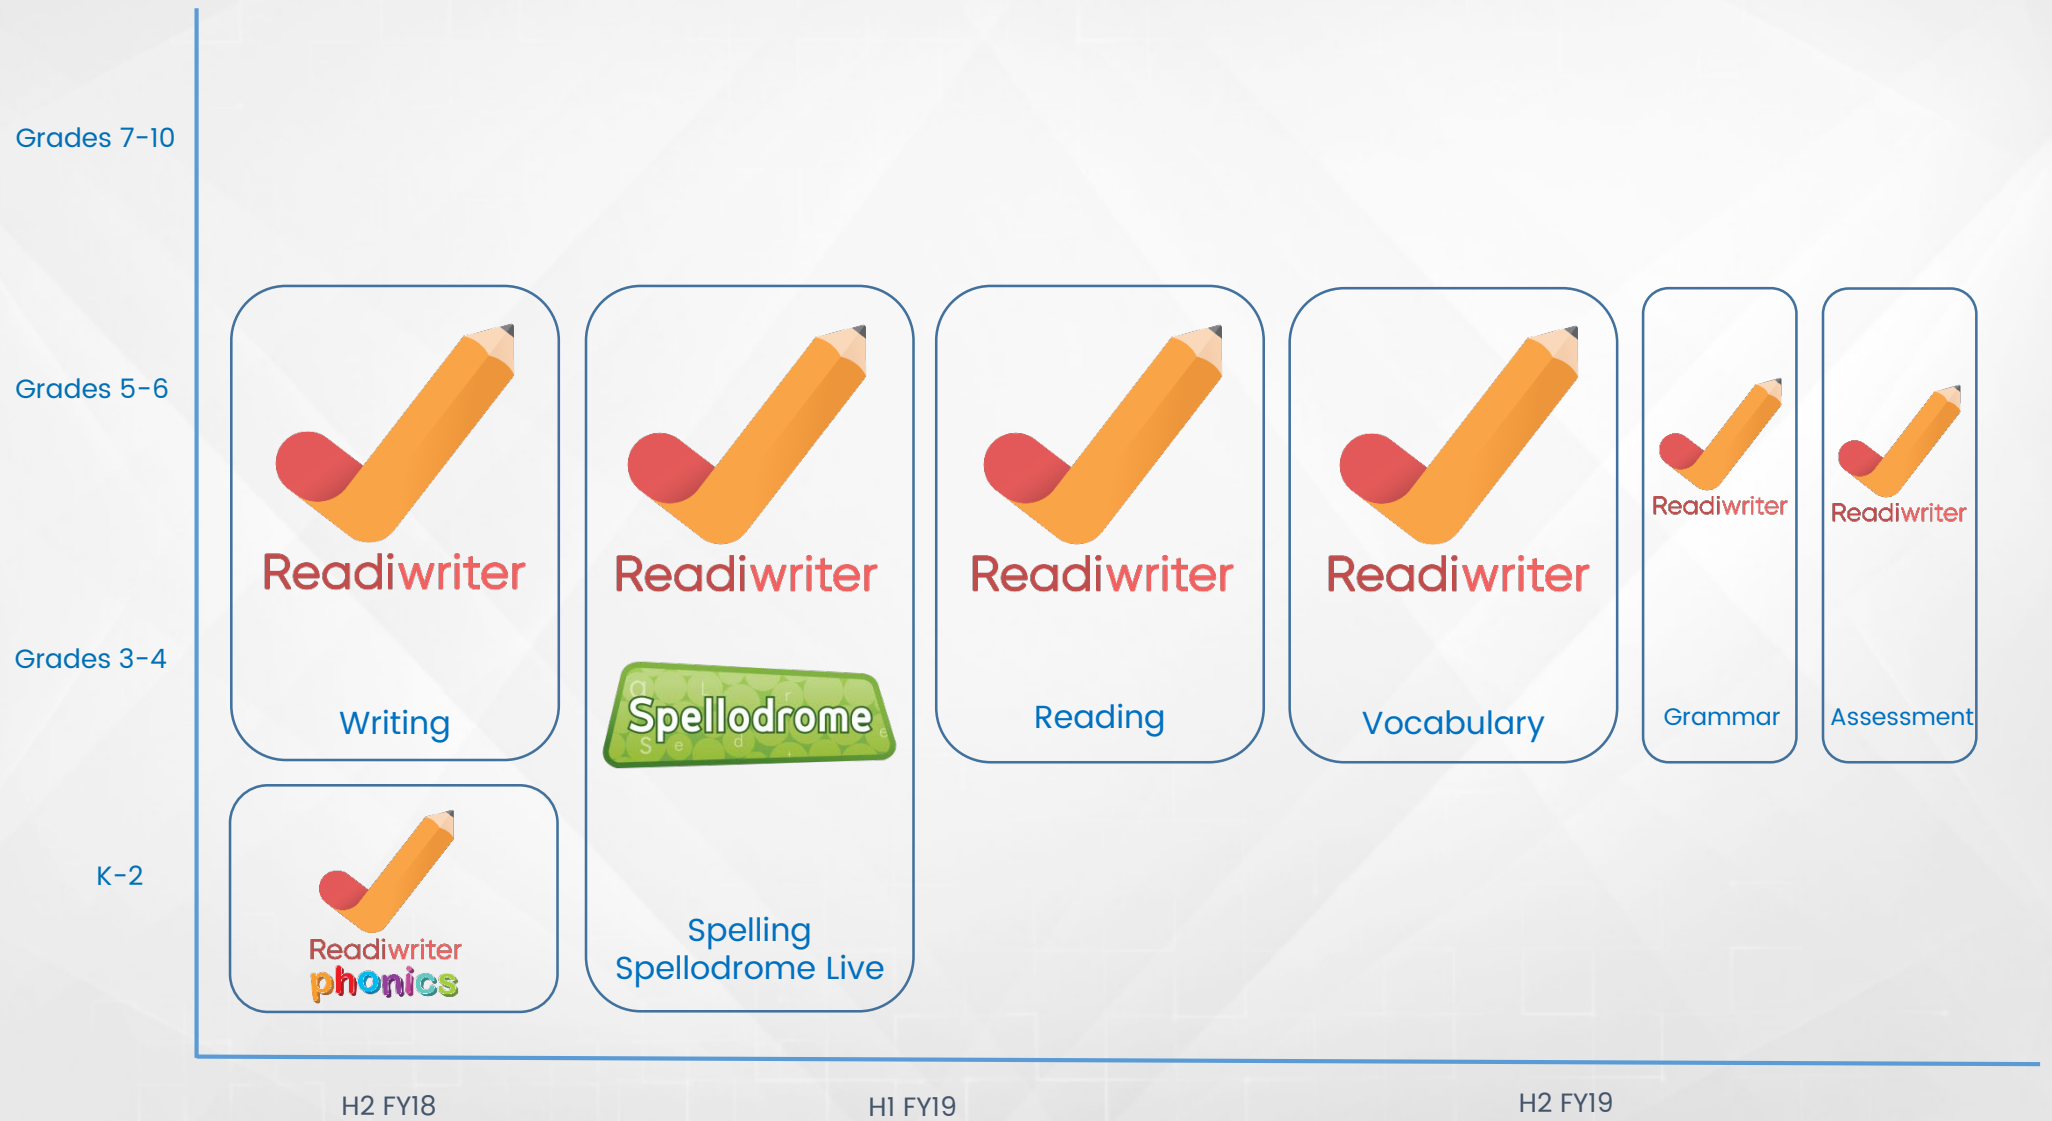 Grades 7-10
Grades 5-6
Grades 3-4
K-2
Readiwriter
Writing
Readiwriter
phonics
Readiwriter
Spellodrome
Spelling
Spellodrome Live
Readiwriter
Reading
Readiwriter
Vocabulary
Readiwriter
Grammar
Readiwriter
Assessment
H2 FY18
H1 FY19
H2 FY19